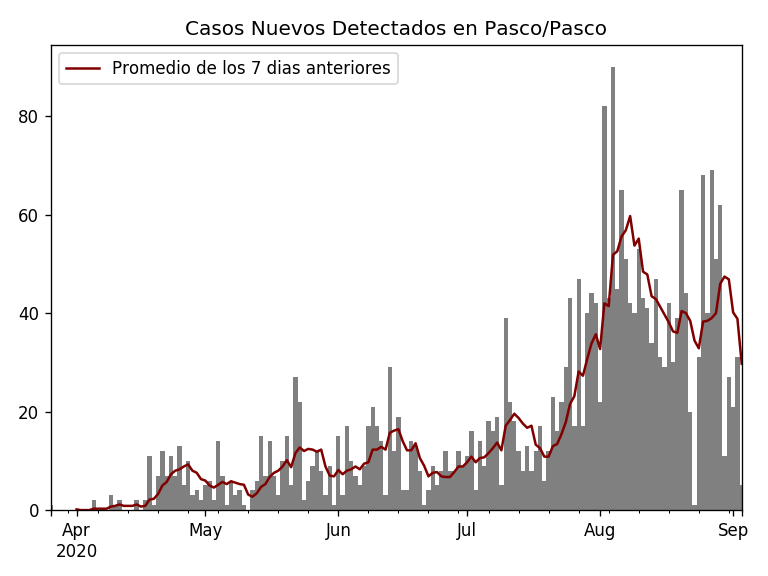 Casos Nuevos Detectados en Pasco/Pasco
Promedio de los 7 dias anteriores
80
60
40
20
0
Apr May Jun Jul Aug Sep
2020